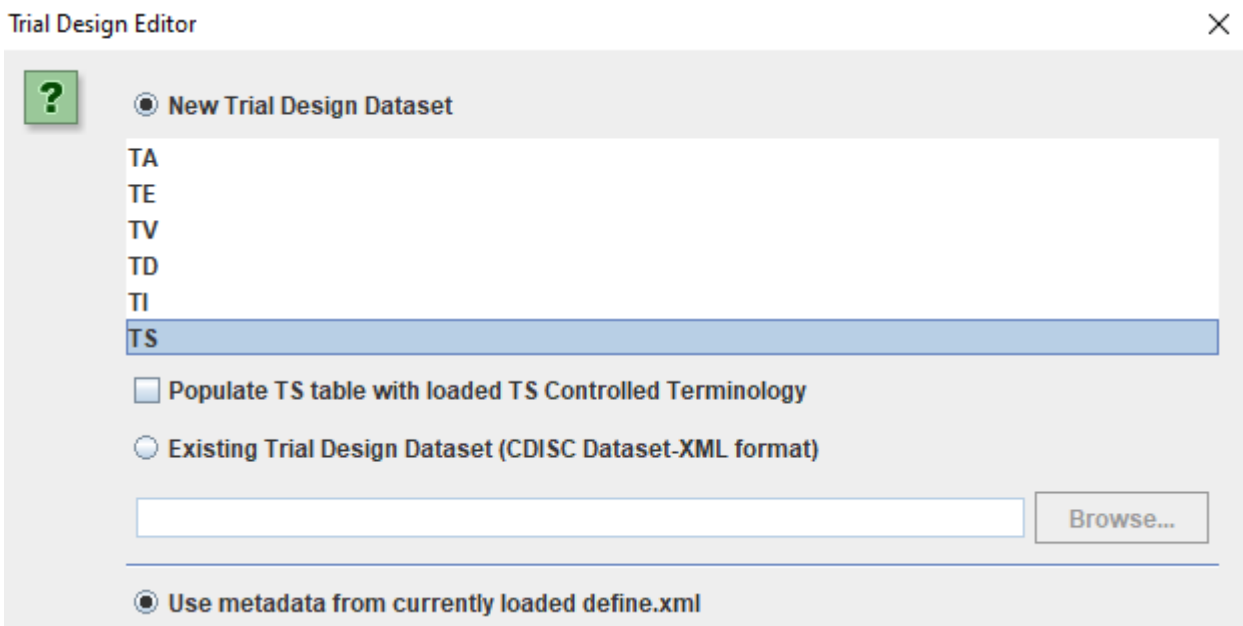 Trial Design Editor
?
New Trial Design Dataset
TA
TE
TV
TD
TI
TS
Populate TS table with loaded TS Controlled Terminology
Existing Trial Design Dataset (CDISC Dataset-XML format)
Browse...
Use metadata from currently loaded define.xml